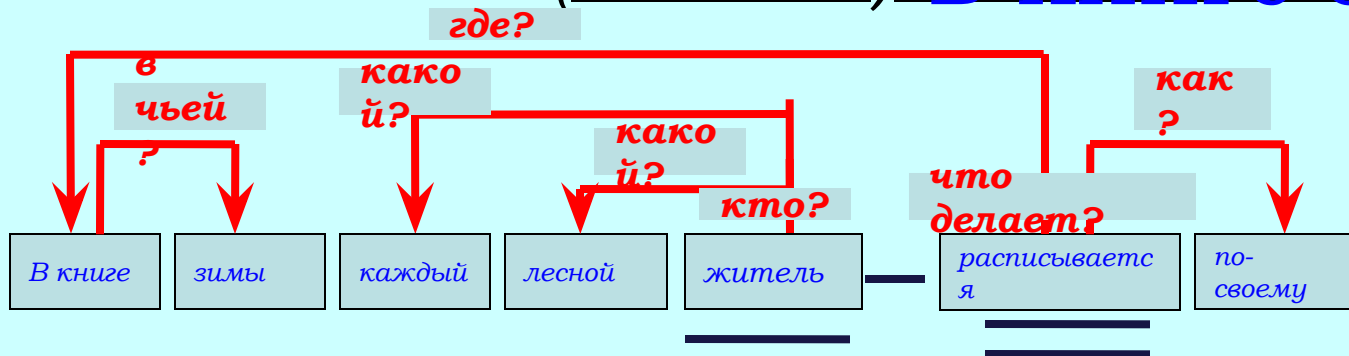 где?
в
чьей
?
како
й?
како
й?
кто?
что
делает?
как
?
В книге
зимы
каждый
лесной
житель
расписываетс
я
по-
своему